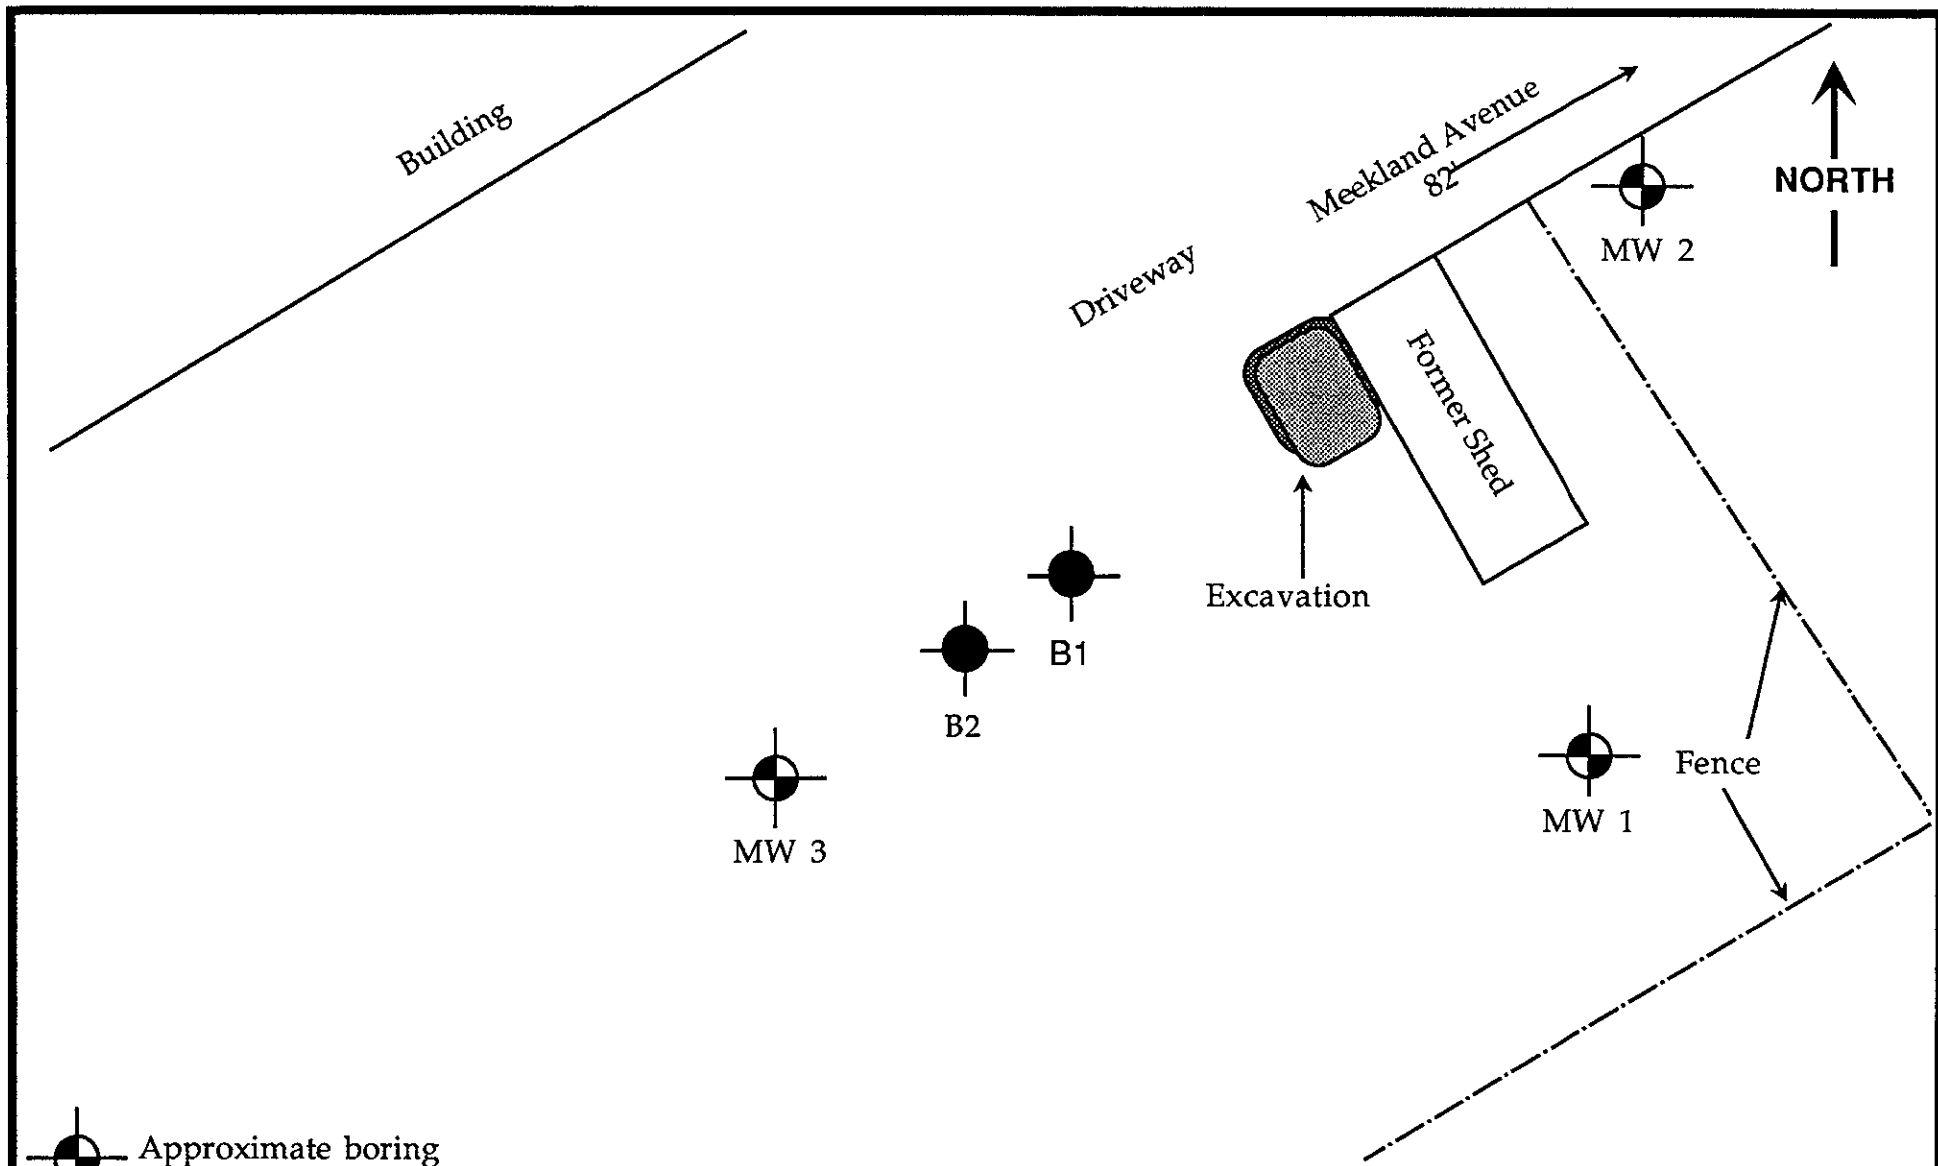 Building
Meekland Avenue
82'
NORTH
MW 2
Driveway
Former Shed
Excavation
B1
B2
Fence
MW 1
MW 3
Approximate boring